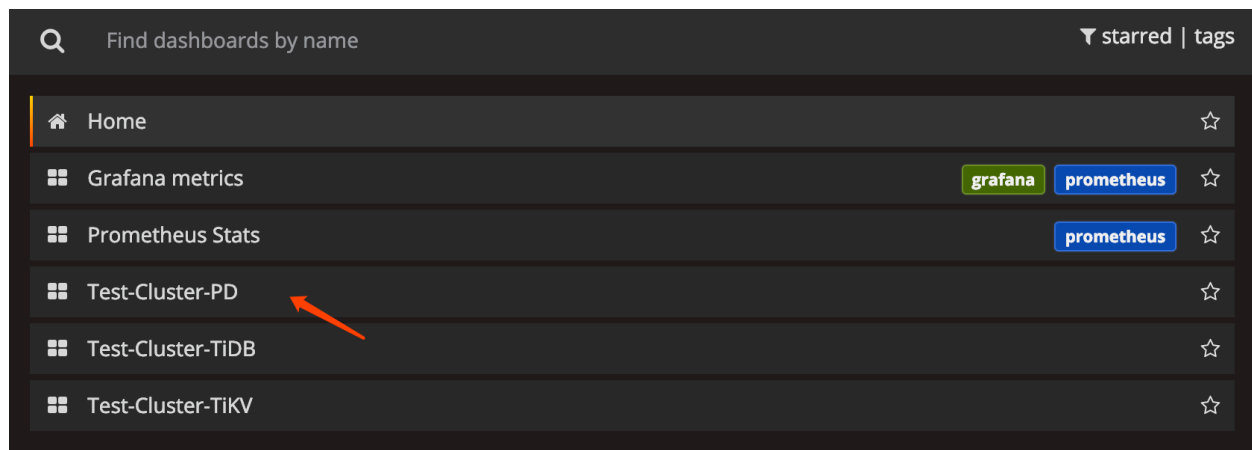 Find dashboards by name
starred | tags
Home
Grafana metrics grafana prometheus
Prometheus Stats prometheus
Test-Cluster-PD
Test-Cluster-TiDB
Test-Cluster-TiKV